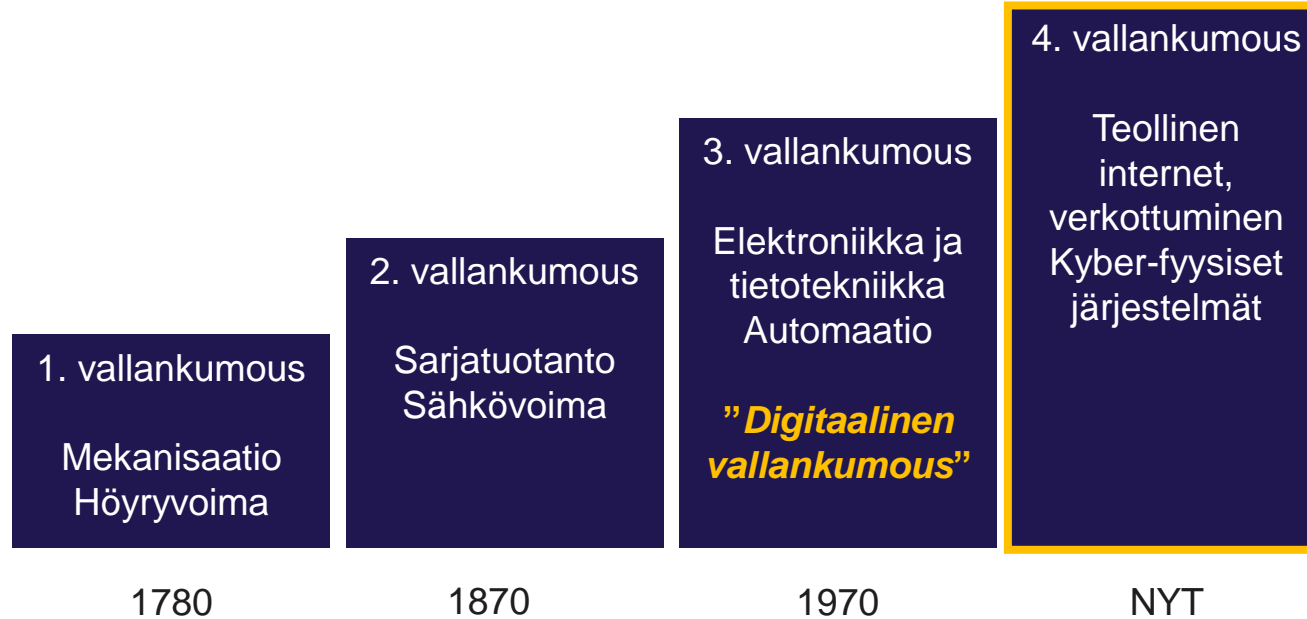 1. vallankumous
Mekanisaatio
Höyryvoima
1780
2. vallankumous
Sarjatuotanto
Sähkövoima
1870
3. vallankumous
Elektroniikka ja
tietotekniikka
Automaatio
”Digitaalinen
vallankumous”
1970
4. vallankumous
Teollinen
internet,
verkottuminen
Kyber-fyysiset
järjestelmät
NYT